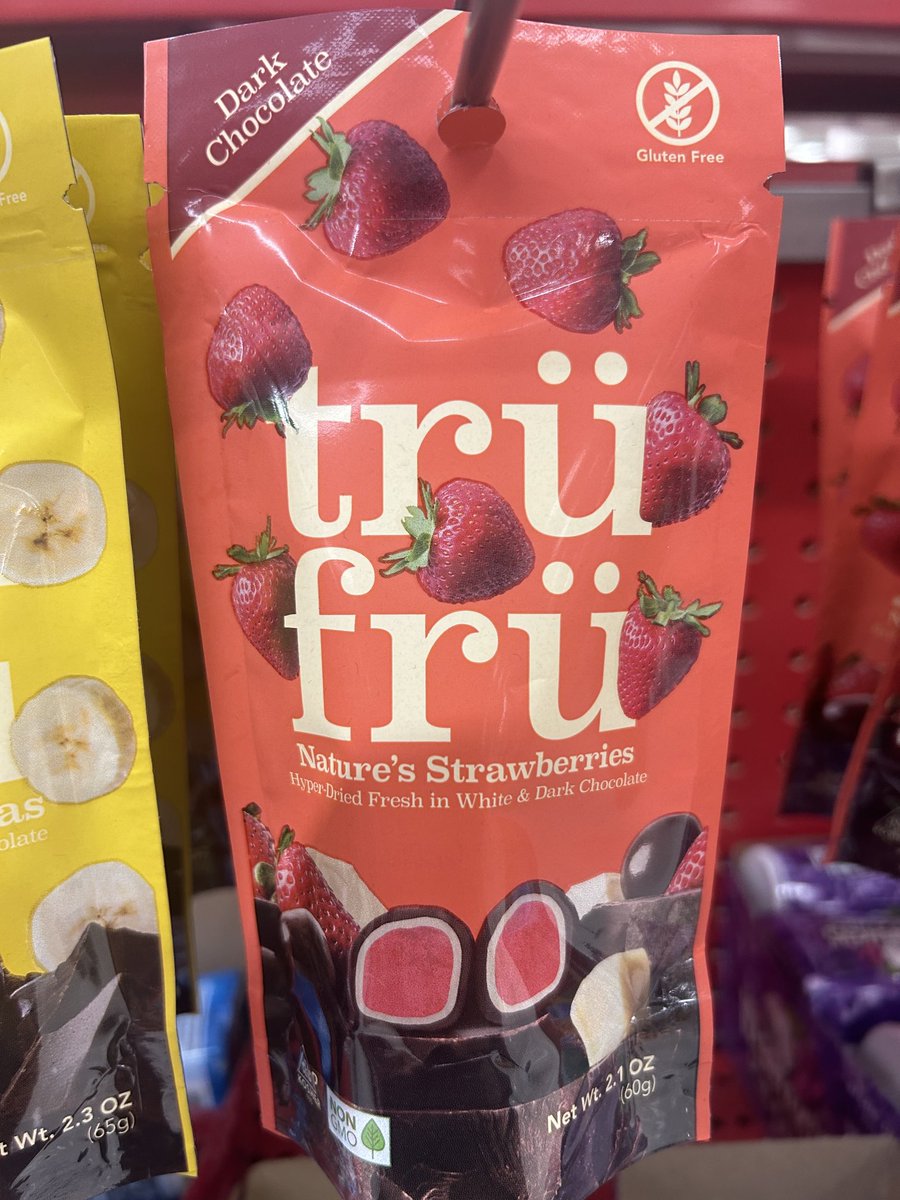 Dark
Chocolate
Gluten Free
Free
trü
frü
Nature's Strawberries
Hyper-Dried Fresh in White & Dark Chocolate
as
olate
NON
GMO
Net Wt. 2.1 OZ
(60g)
t Wt. 2.3 OZ
(65g)